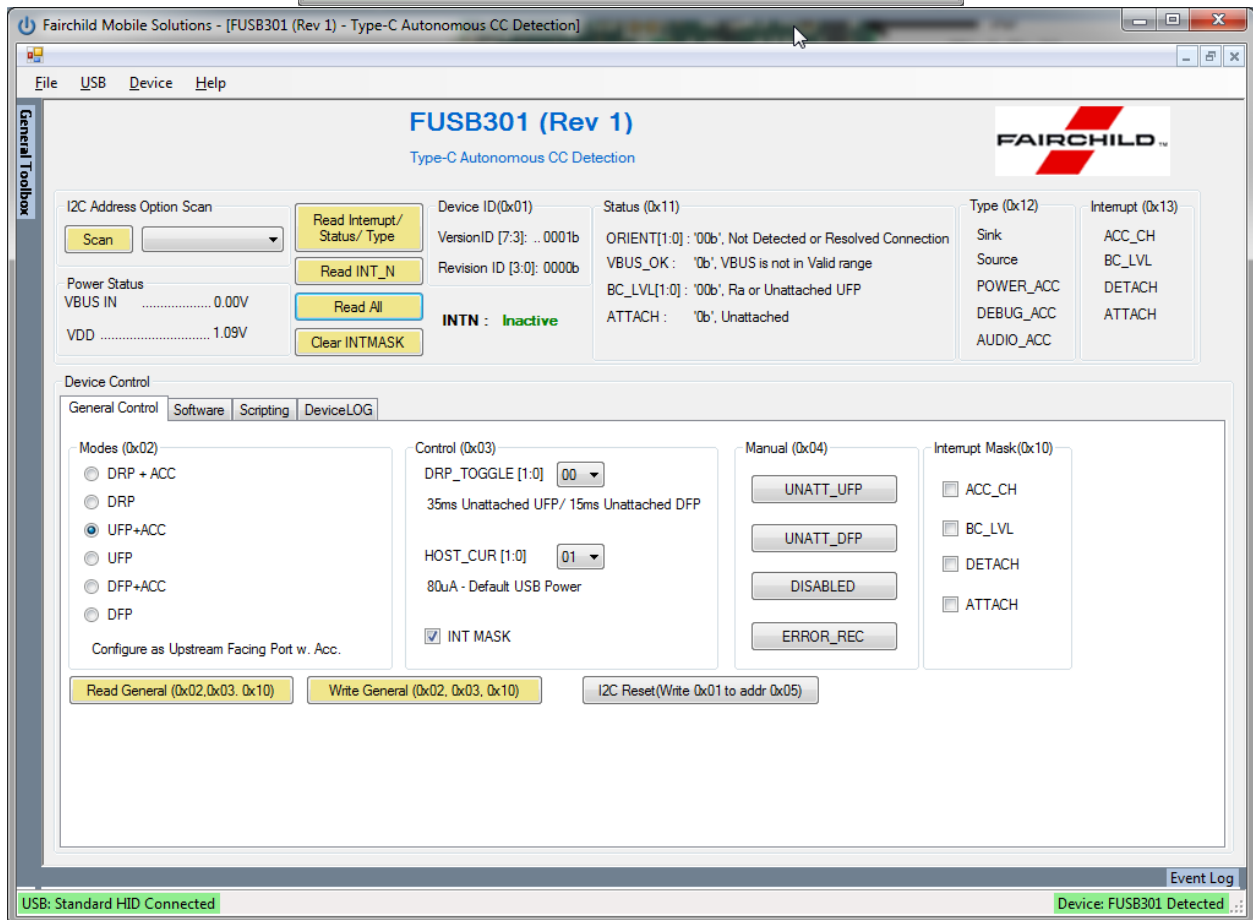 Fairchild Mobile Solutions - [FUSB301 (Rev 1) - Type-C Autonomous CC Detection]
File USB Device Help
General Toolbox
FUSB301 (Rev 1)
Type-C Autonomous CC Detection
FAIRCHILD™
I2C Address Option Scan
Scan
Power Status
VBUS IN .................. 0.00V
VDD ............................. 1.09V
Read Interrupt/
Status/ Type
Read INT_N
Read All
Clear INTMASK
Device ID(0x01)
VersionID [7:3]: .. 0001b
Revision ID [3:0]: 0000b
INTN : Inactive
Status (0x11)
ORIENT[1:0] : '00b', Not Detected or Resolved Connection
VBUS_OK : '0b', VBUS is not in Valid range
BC_LVL[1:0] : '00b', Ra or Unattached UFP
ATTACH : '0b', Unattached
Type (0x12)
Sink
Source
POWER_ACC
DEBUG_ACC
AUDIO_ACC
Interrupt (0x13)
ACC_CH
BC_LVL
DETACH
ATTACH
Device Control
General Control Software Scripting DeviceLOG
Modes (0x02)
DRP + ACC
DRP
UFP+ACC
UFP
DFP+ACC
DFP
Configure as Upstream Facing Port w. Acc.
Control (0x03)
DRP_TOGGLE [1:0] 00
35ms Unattached UFP/ 15ms Unattached DFP
HOST_CUR [1:0] 01
80uA - Default USB Power
INT MASK
Manual (0x04)
UNATT_UFP
UNATT_DFP
DISABLED
ERROR_REC
Interrupt Mask(0x10)
ACC_CH
BC_LVL
DETACH
ATTACH
Read General (0x02,0x03. 0x10)
Write General (0x02, 0x03, 0x10)
I2C Reset(Write 0x01 to addr 0x05)
Event Log
USB: Standard HID Connected
Device: FUSB301 Detected